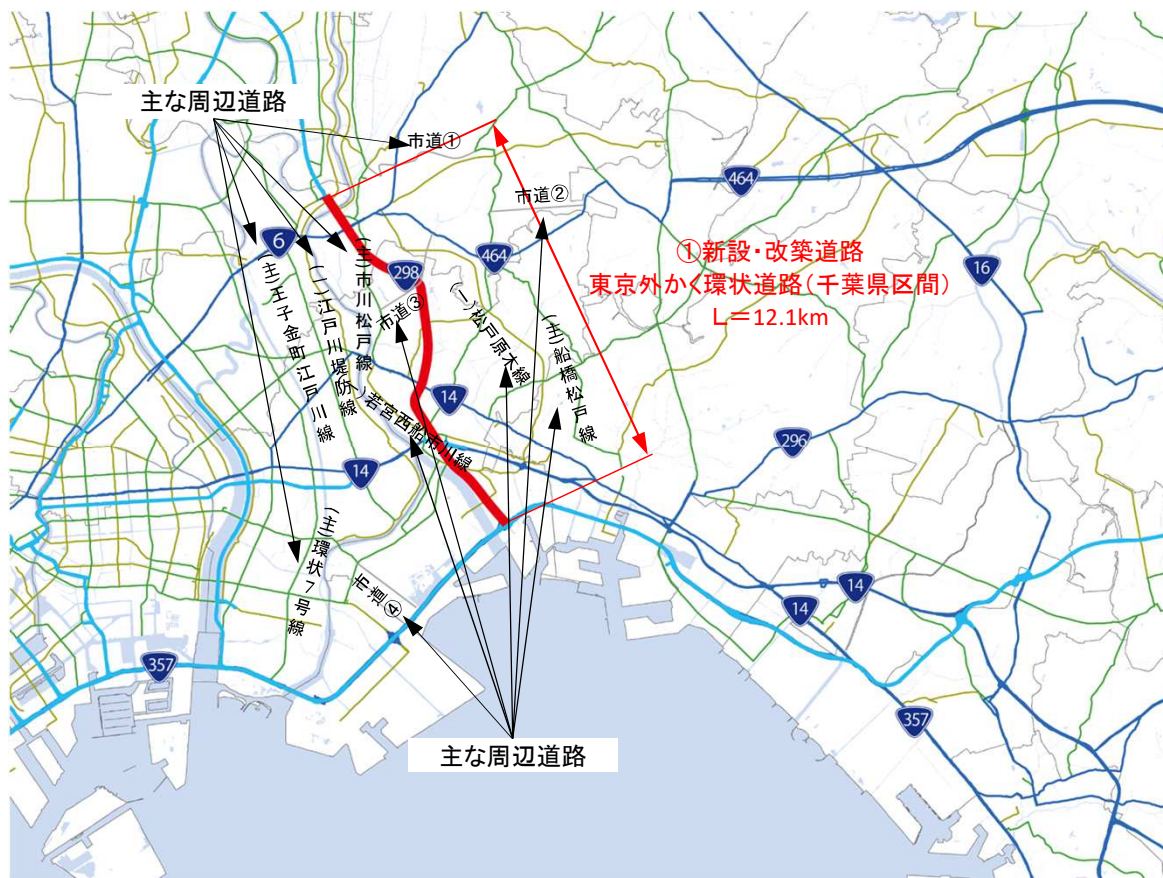 主な周辺道路
市道①
464
市道②
6
464
①新設・改築道路
東京外かく環状道路(千葉県区間)
L=12.1km
16
298
(主)王子金町江戸川線
(一)江戸川堤防線
(主)市川松戸線
市道③
(一)松戸原木線
(主)船橋松戸線
14
(一)若宮西船市川線
296
14
(主)環状7号線
市道④
14
14
357
357
主な周辺道路